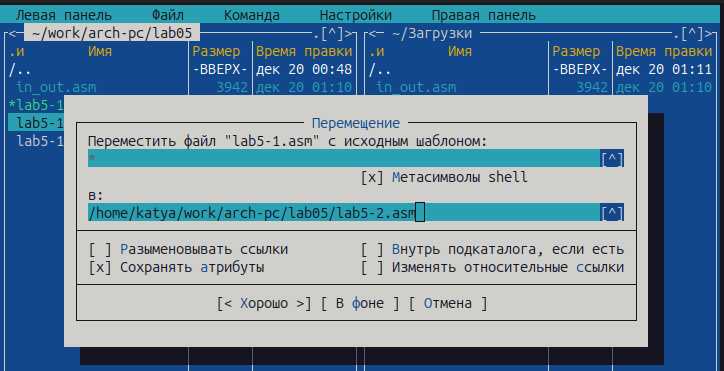 Левая панель Файл Команда Настройки Правая панель
<─ ~/work/arch-pc/lab05 .[^]> <─ ~/Загрузки .[^]>
.и Имя Размер Время правки .и Имя Размер Время правки
/.. -ВВЕРХ- дек 20 00:48 /.. -ВВЕРХ- дек 20 01:11
in_out.asm 3942 дек 20 01:10 in_out.asm 3942 дек 20 01:10
*lab5-1
lab5-1
lab5-1
Перемещение
Переместить файл "lab5-1.asm" с исходным шаблоном:
* [^]
[x] Метасимволы shell
в:
/home/katya/work/arch-pc/lab05/lab5-2.asm [^]
[ ] Разыменовывать ссылки [ ] Внутрь подкаталога, если есть
[x] Сохранять атрибуты [ ] Изменять относительные ссылки
[< Хорошо >] [ В фоне ] [ Отмена ]